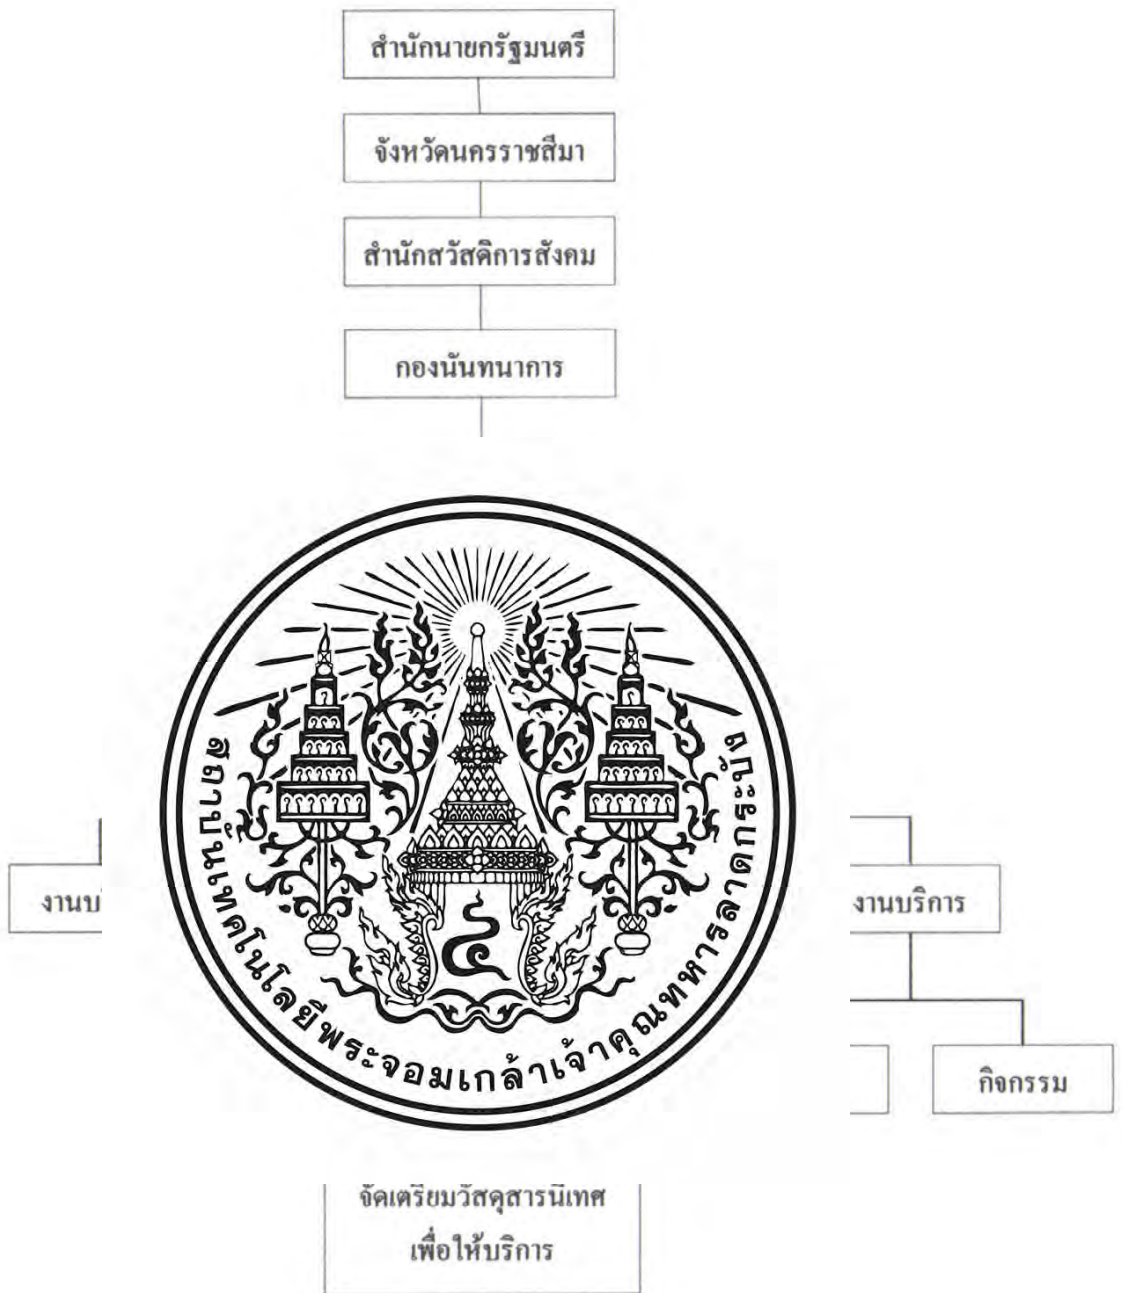 สำนักนายกรัฐมนตรี
จังหวัดนครราชสีมา
สำนักสวัสดิการสังคม
กองนันทนาการ
สถาบันเทคโนโลยีพระจอมเกล้าเจ้าคุณทหารลาดกระบัง
๔
งานบริการ
กิจกรรม
จัดเตรียมวัสดุสารนิเทศ
เพื่อให้บริการ